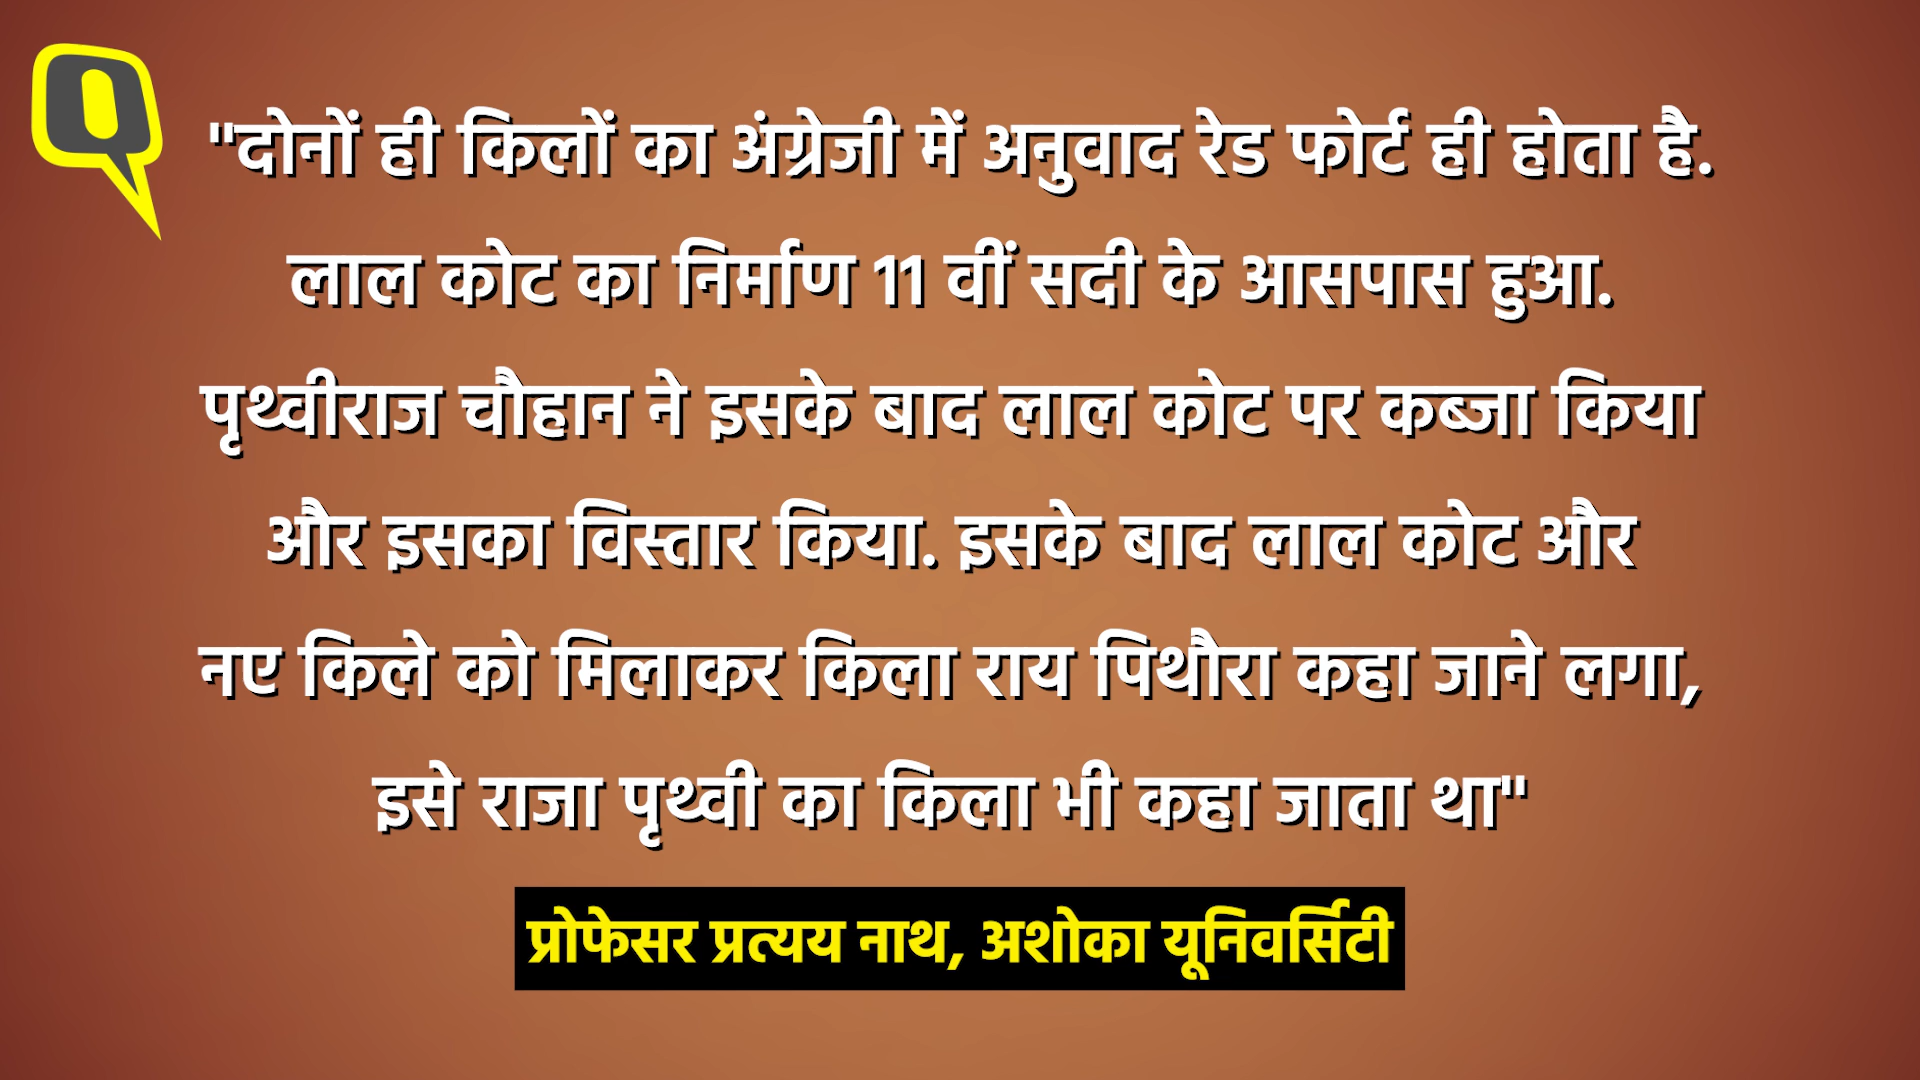 "दोनों ही किलों का अंग्रेजी में अनुवाद रेड फोर्ट ही होता है.
लाल कोट का निर्माण 11 वीं सदी के आसपास हुआ.
पृथ्वीराज चौहान ने इसके बाद लाल कोट पर कब्जा किया
और इसका विस्तार किया. इसके बाद लाल कोट और
नए किले को मिलाकर किला राय पिथौरा कहा जाने लगा,
इसे राजा पृथ्वी का किला भी कहा जाता था"
प्रोफेसर प्रत्यय नाथ, अशोका यूनिवर्सिटी